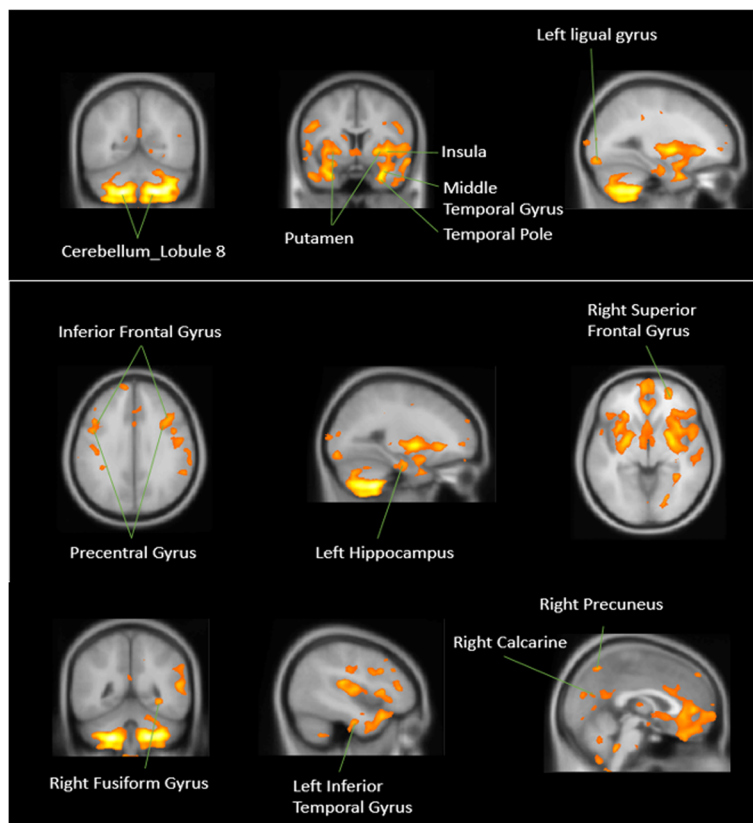 Left ligual gyrus
Insula
Middle
Temporal Gyrus
Temporal Pole
Putamen
Cerebellum_Lobule 8
Inferior Frontal Gyrus
Right Superior
Frontal Gyrus
Precentral Gyrus
Left Hippocampus
Right Precuneus
Right Calcarine
Right Fusiform Gyrus
Left Inferior
Temporal Gyrus